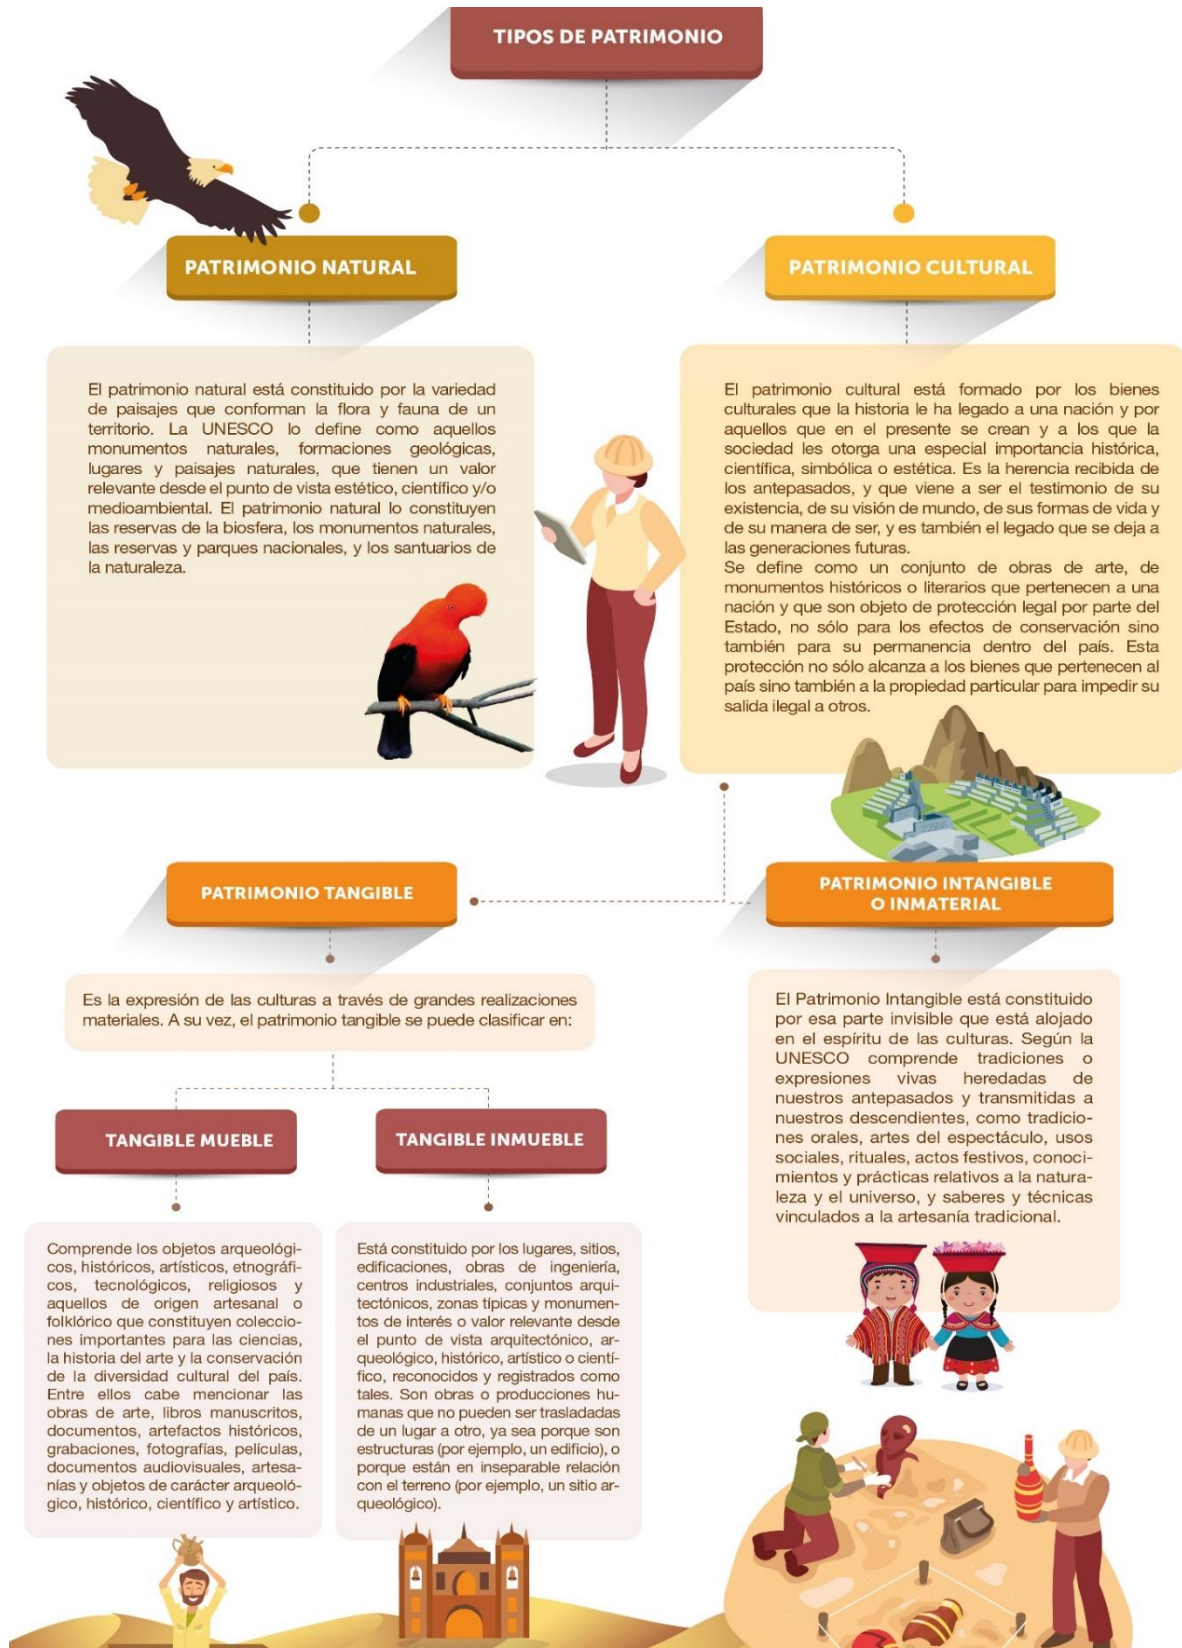 TIPOS DE PATRIMONIO
PATRIMONIO NATURAL
El patrimonio natural está constituido por la variedad
de paisajes que conforman la flora y fauna de un
territorio. La UNESCO lo define como aquellos
monumentos naturales, formaciones geológicas,
lugares y paisajes naturales, que tienen un valor
relevante desde el punto de vista estético, científico y/o
medioambiental. El patrimonio natural lo constituyen
las reservas de la biosfera, los monumentos naturales,
las reservas y parques nacionales, y los santuarios de
la naturaleza.
PATRIMONIO CULTURAL
El patrimonio cultural está formado por los bienes
culturales que la historia le ha legado a una nación y por
aquellos que en el presente se crean y a los que la
sociedad les otorga una especial importancia histórica,
científica, simbólica o estética. Es la herencia recibida de
los antepasados, y que viene a ser el testimonio de su
existencia, de su visión de mundo, de sus formas de vida y
de su manera de ser, y es también el legado que se deja a
las generaciones futuras.
Se define como un conjunto de obras de arte, de
monumentos históricos o literarios que pertenecen a una
nación y que son objeto de protección legal por parte del
Estado, no sólo para los efectos de conservación sino
también para su permanencia dentro del país. Esta
protección no sólo alcanza a los bienes que pertenecen al
país sino también a la propiedad particular para impedir su
salida ilegal a otros.
PATRIMONIO TANGIBLE
Es la expresión de las culturas a través de grandes realizaciones
materiales. A su vez, el patrimonio tangible se puede clasificar en:
TANGIBLE MUEBLE
Comprende los objetos arqueológi-
cos, históricos, artísticos, etnográfi-
cos, tecnológicos, religiosos y
aquellos de origen artesanal o
folklórico que constituyen coleccio-
nes importantes para las ciencias,
la historia del arte y la conservación
de la diversidad cultural del país.
Entre ellos cabe mencionar las
obras de arte, libros manuscritos,
documentos, artefactos históricos,
grabaciones, fotografías, películas,
documentos audiovisuales, artesa-
nías y objetos de carácter arqueoló-
gico, histórico, científico y artístico.
TANGIBLE INMUEBLE
Está constituido por los lugares, sitios,
edificaciones, obras de ingeniería,
centros industriales, conjuntos arqui-
tectónicos, zonas típicas y monumen-
tos de interés o valor relevante desde
el punto de vista arquitectónico, ar-
queológico, histórico, artístico o cientí-
fico, reconocidos y registrados como
tales. Son obras o producciones hu-
manas que no pueden ser trasladadas
de un lugar a otro, ya sea porque son
estructuras (por ejemplo, un edificio), o
porque están en inseparable relación
con el terreno (por ejemplo, un sitio ar-
queológico).
PATRIMONIO INTANGIBLE
O INMATERIAL
El Patrimonio Intangible está constituido
por esa parte invisible que está alojado
en el espíritu de las culturas. Según la
UNESCO comprende tradiciones o
expresiones vivas heredadas de
nuestros antepasados y transmitidas a
nuestros descendientes, como tradicio-
nes orales, artes del espectáculo, usos
sociales, rituales, actos festivos, conoci-
mientos y prácticas relativos a la natura-
leza y el universo, y saberes y técnicas
vinculados a la artesanía tradicional.